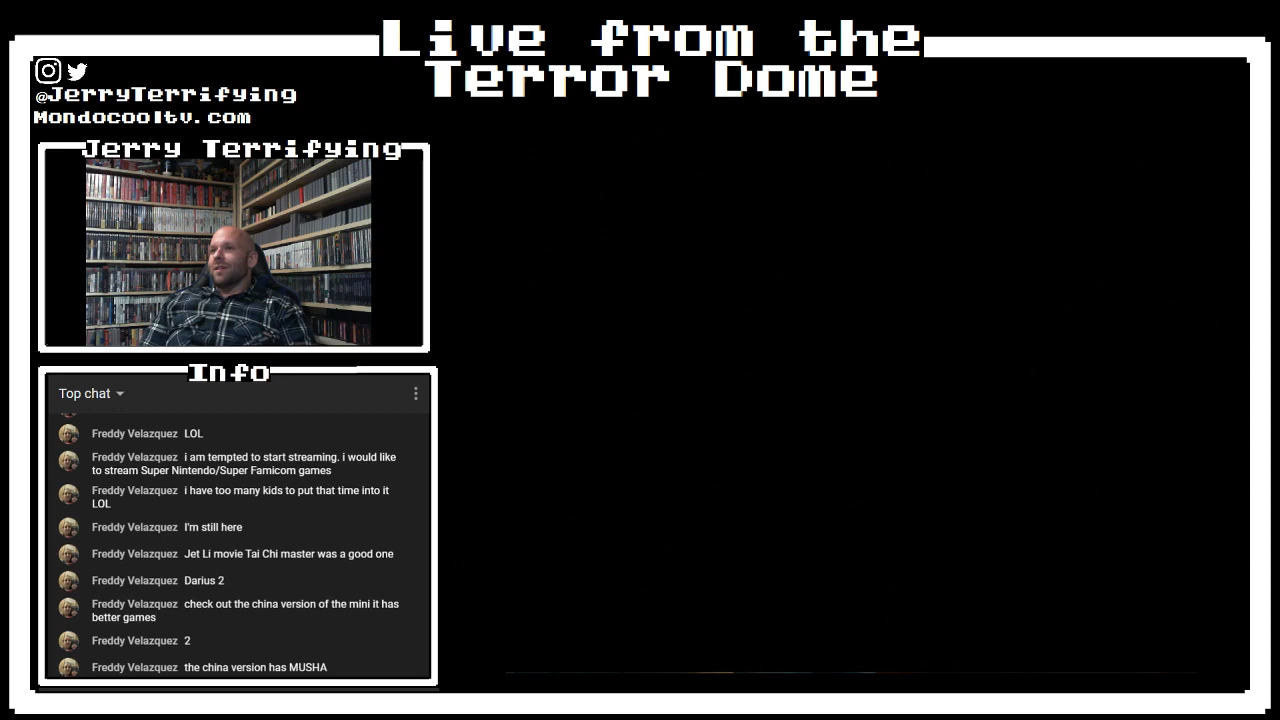 Live from the
Terror Dome
@JerryTerrifying
Mondocooltv.com
Jerry Terrifying
Info
Top chat
Freddy Velazquez LOL
Freddy Velazquez i am tempted to start streaming. i would like
to stream Super Nintendo/Super Famicom games
Freddy Velazquez i have too many kids to put that time into it
LOL
Freddy Velazquez I'm still here
Freddy Velazquez Jet Li movie Tai Chi master was a good one
Freddy Velazquez Darius 2
Freddy Velazquez check out the china version of the mini it has
better games
Freddy Velazquez 2
Freddy Velazquez the china version has MUSHA